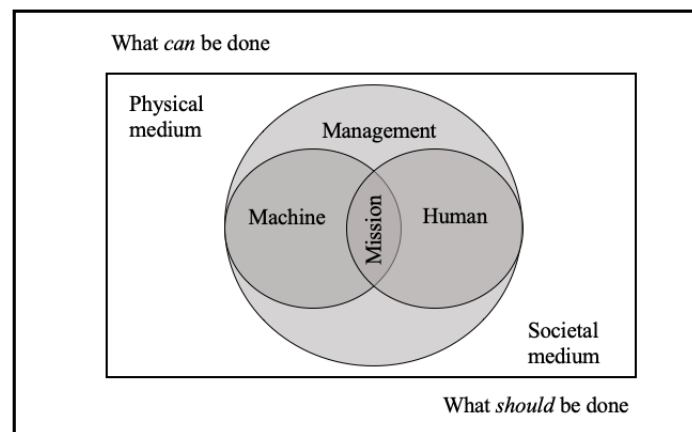 What can be done
Physical
medium
Management
Machine
Mission
Human
Societal
medium
What should be done